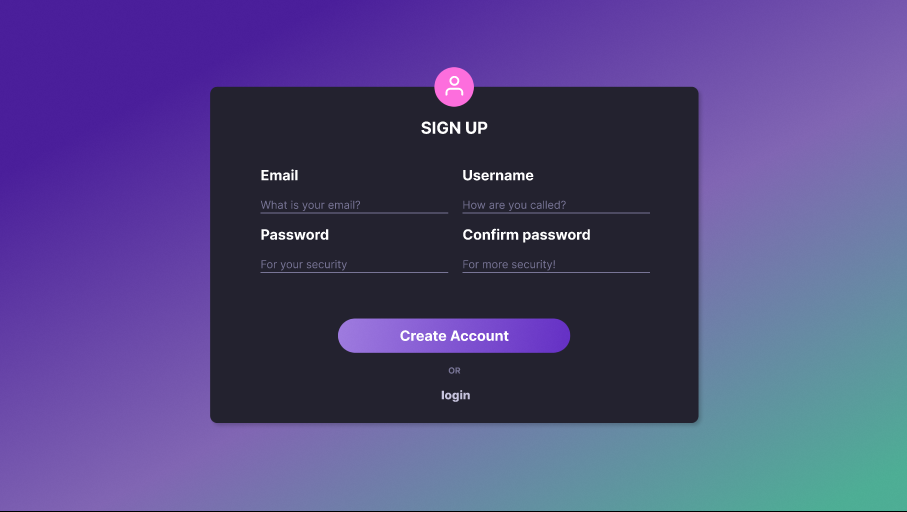 SIGN UP
Email
Username
What is your email?
How are you called?
Password
Confirm password
For your security
For more security!
Create Account
OR
login